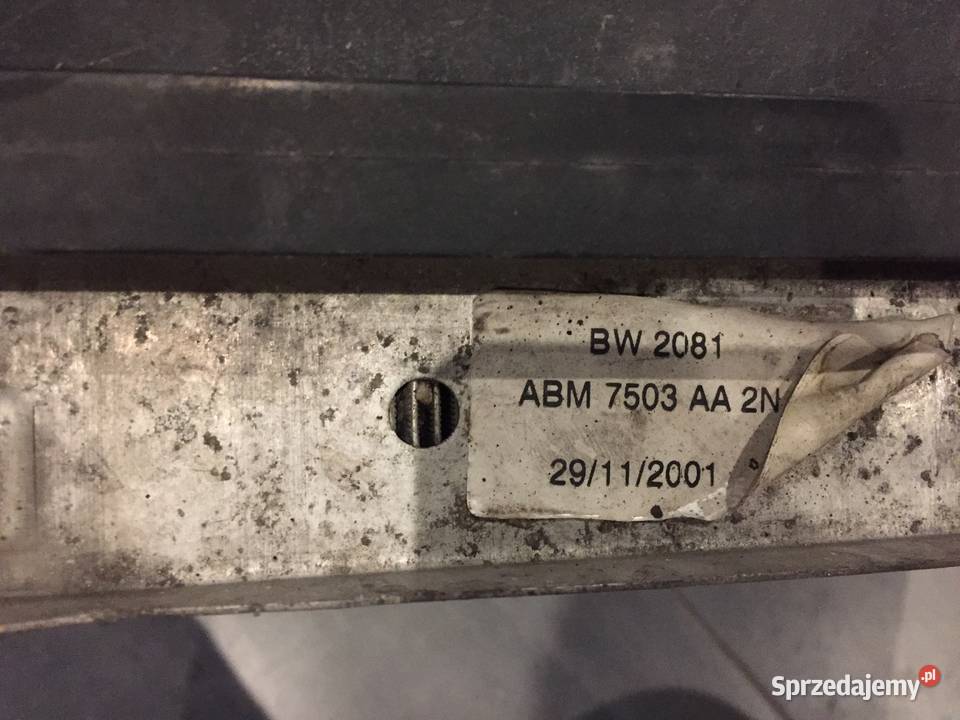 BW 2081
ABM 7503 AA 2N
29/11/2001
Sprzedajemy.pl